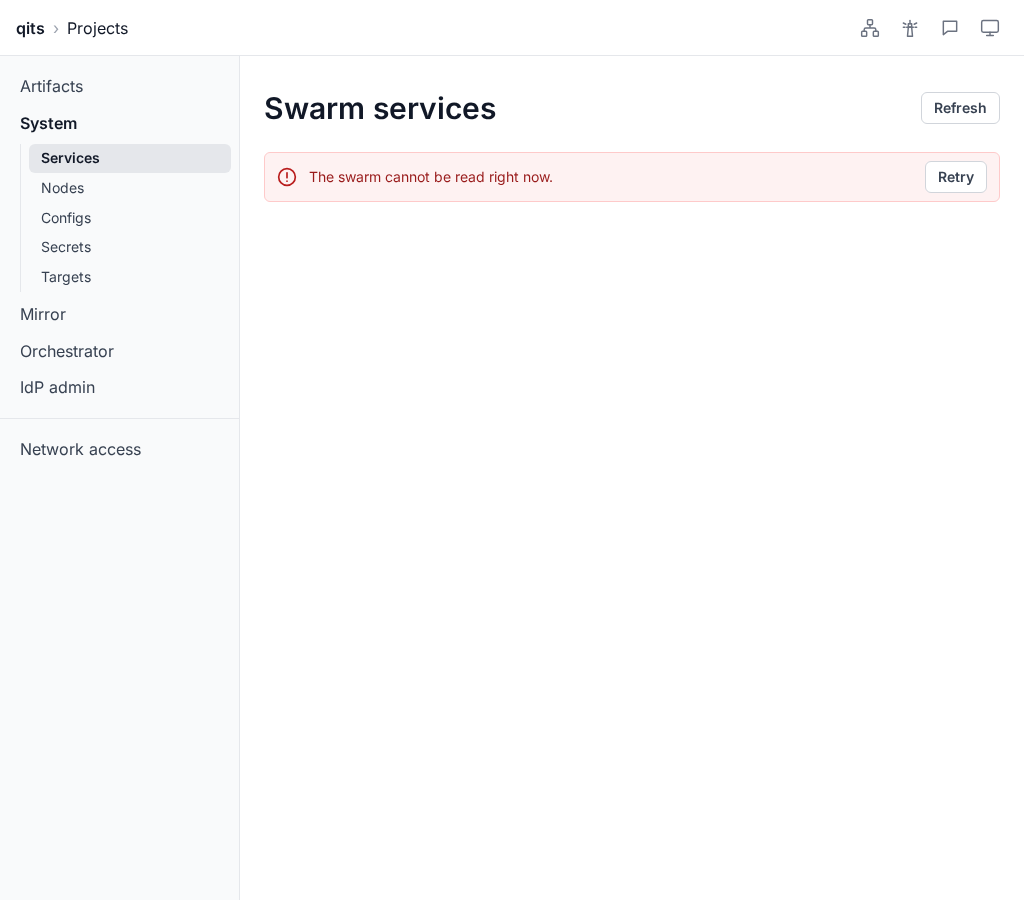 qits › Projects
Artifacts
System
Services
Nodes
Configs
Secrets
Targets
Mirror
Orchestrator
IdP admin
Network access
Swarm services
Refresh
The swarm cannot be read right now.
Retry